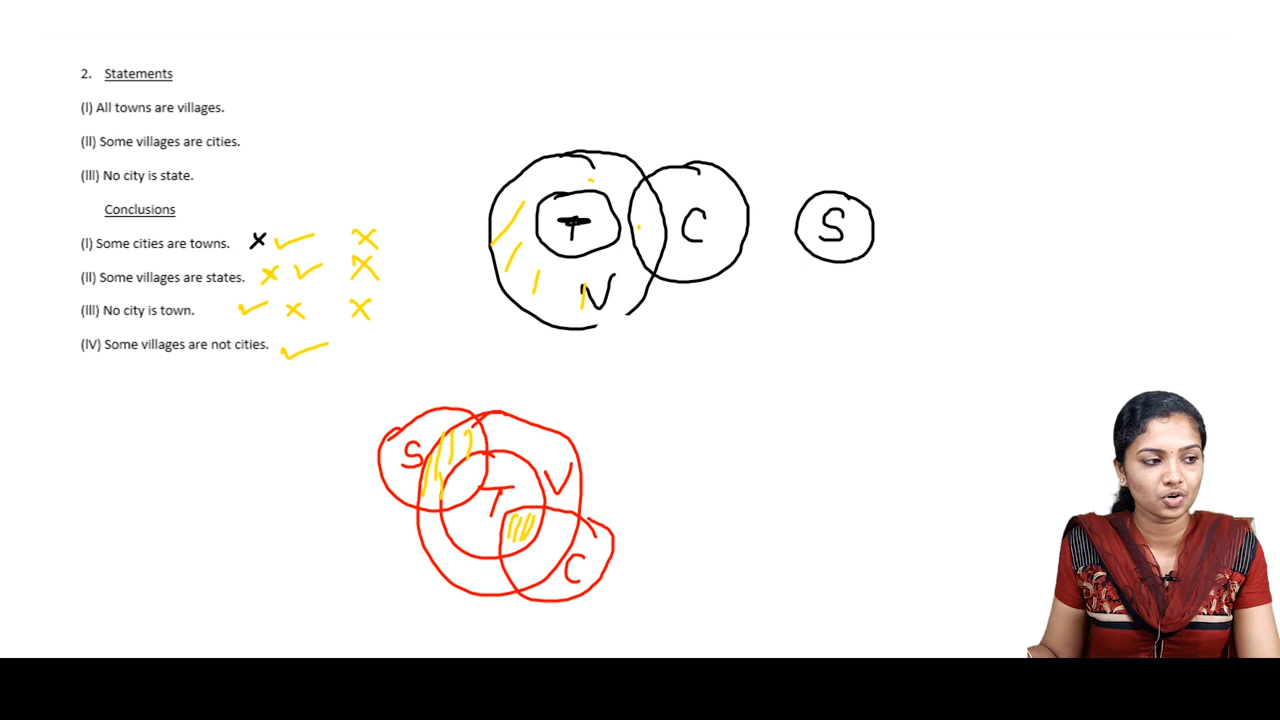 2. Statements
(I) All towns are villages.
(II) Some villages are cities.
(III) No city is state.
Conclusions
(I) Some cities are towns. ✗ ✓ ✗
(II) Some villages are states. ✗ ✓ ✗
(III) No city is town. ✓ ✗ ✗
(IV) Some villages are not cities. ✓
T C S
V
S V
T
C